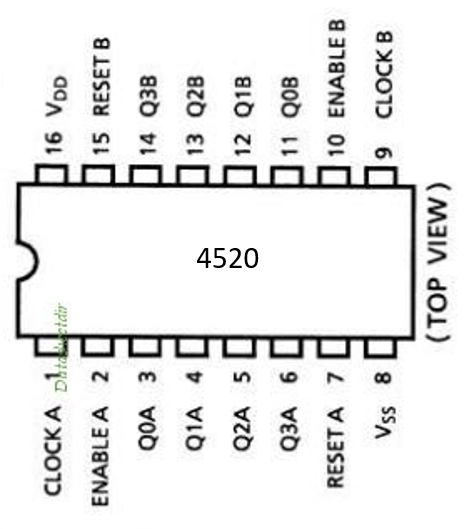 16 VDD
15 RESET B
14 Q3B
13 Q2B
12 Q1B
11 Q0B
10 ENABLE B
9 CLOCK B
4520
(TOP VIEW)
CLOCK A 1
ENABLE A 2
Q0A 3
Q1A 4
Q2A 5
Q3A 6
RESET A 7
VSS 8